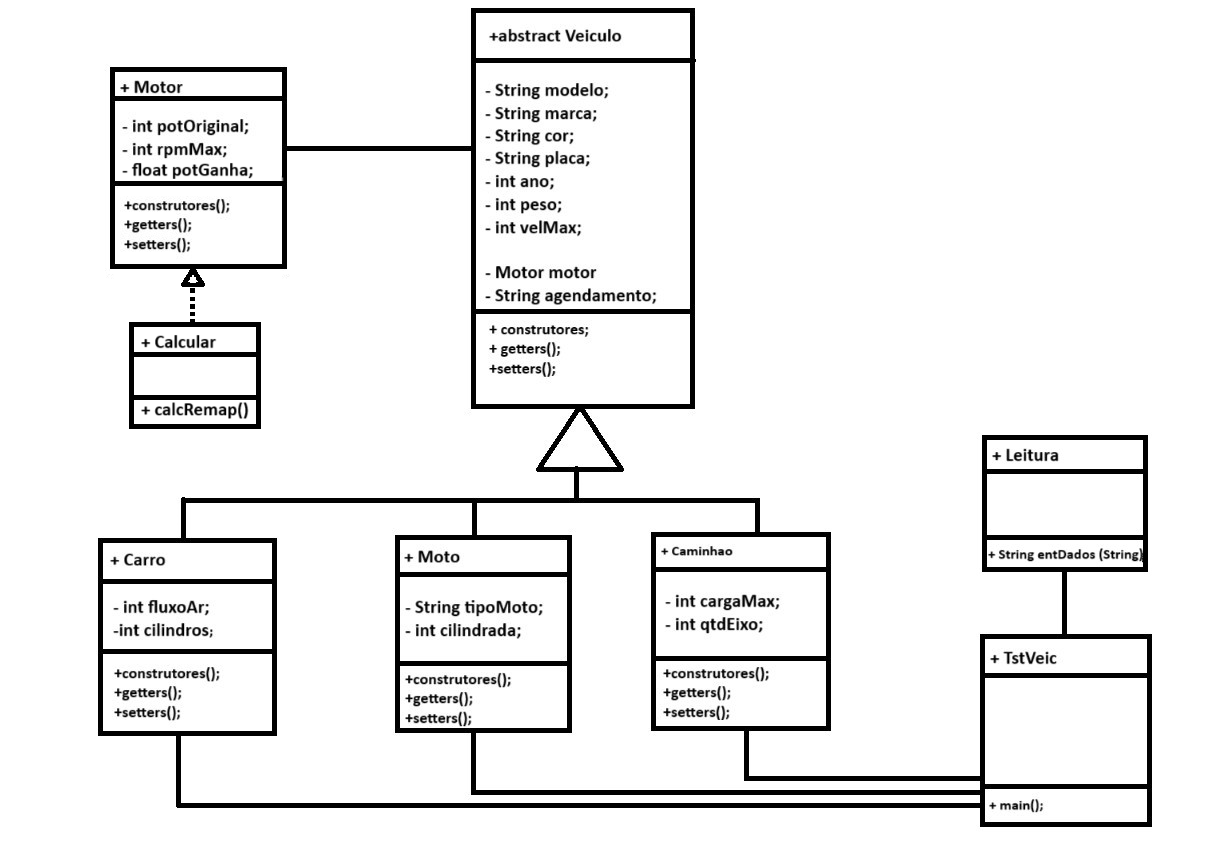 +abstract Veiculo
- String modelo;
- String marca;
- String cor;
- String placa;
- int ano;
- int peso;
- int velMax;
- Motor motor
- String agendamento;
+ construtores;
+ getters();
+setters();
+ Motor
- int potOriginal;
- int rpmMax;
- float potGanha;
+construtores();
+getters();
+setters();
+ Calcular
+ calcRemap()
+ Carro
- int fluxoAr;
-int cilindros;
+construtores();
+getters();
+setters();
+ Moto
- String tipoMoto;
- int cilindrada;
+construtores();
+getters();
+setters();
+ Caminhao
- int cargaMax;
- int qtdEixo;
+construtores();
+getters();
+setters();
+ Leitura
+ String entDados (String)
+ TstVeic
+ main();